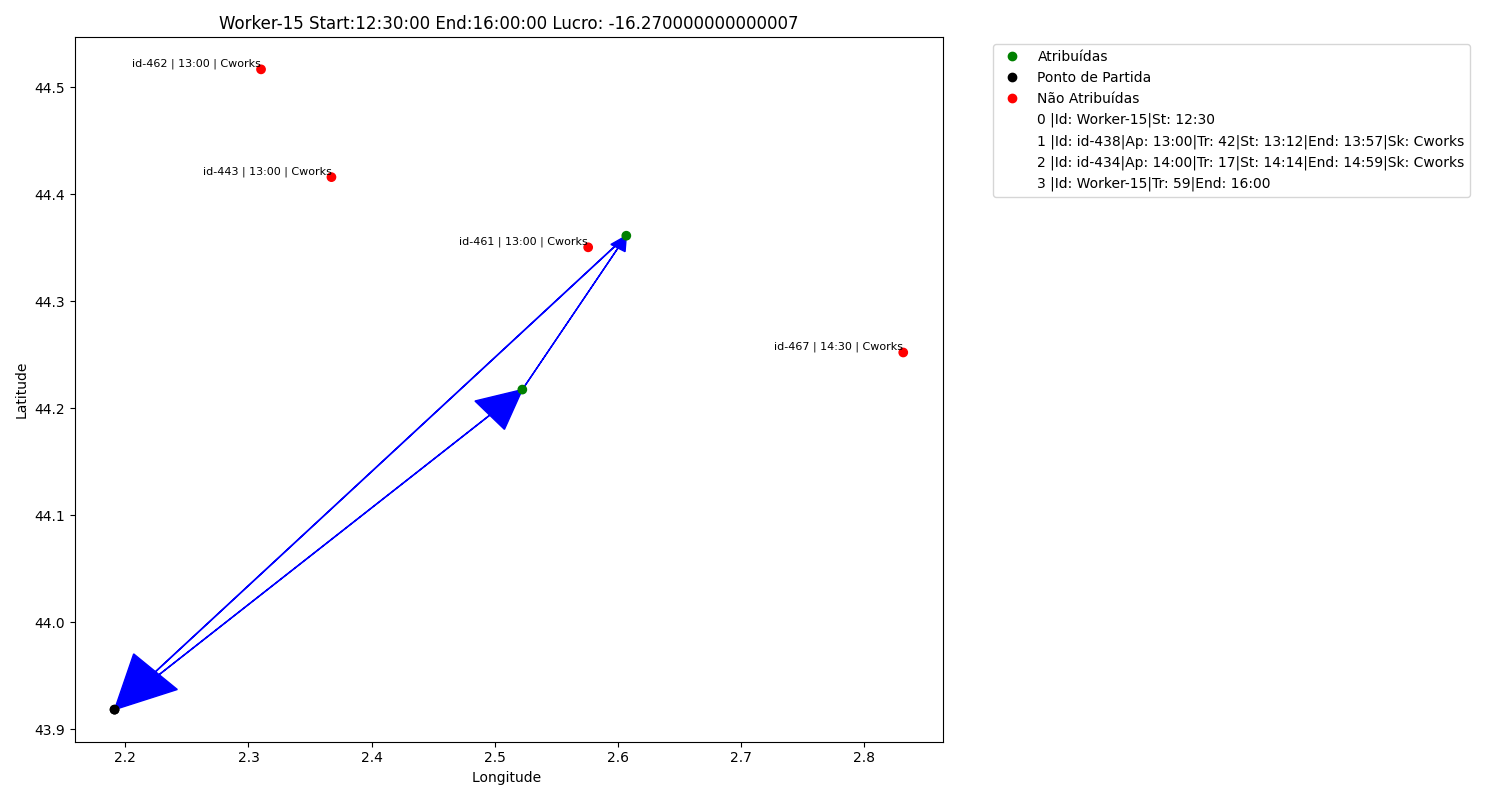 Worker-15 Start:12:30:00 End:16:00:00 Lucro: -16.270000000000007
id-462 | 13:00 | Cworks
id-443 | 13:00 | Cworks
id-461 | 13:00 | Cworks
id-467 | 14:30 | Cworks
44.5
44.4
44.3
44.2
44.1
44.0
43.9
Latitude
2.2
2.3
2.4
2.5
2.6
2.7
2.8
Longitude
Atribuídas
Ponto de Partida
Não Atribuídas
0 |Id: Worker-15|St: 12:30
1 |Id: id-438|Ap: 13:00|Tr: 42|St: 13:12|End: 13:57|Sk: Cworks
2 |Id: id-434|Ap: 14:00|Tr: 17|St: 14:14|End: 14:59|Sk: Cworks
3 |Id: Worker-15|Tr: 59|End: 16:00